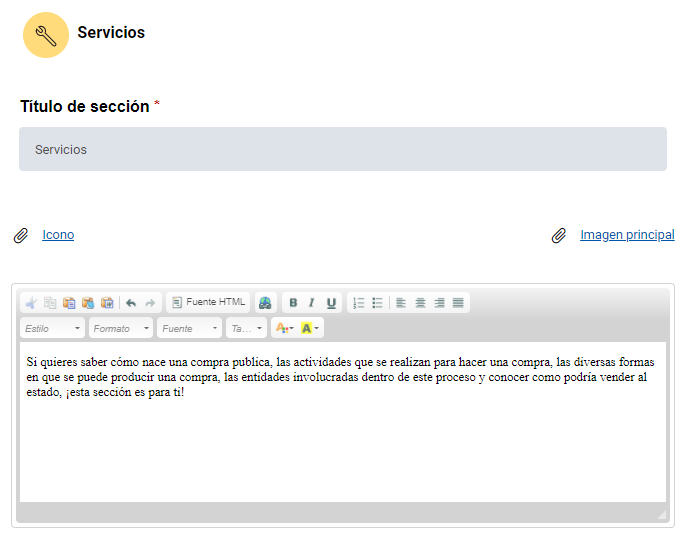 Servicios
Título de sección *
Servicios
Icono
Imagen principal
Fuente HTML
B I U
Estilo Formato Fuente Ta... A
Si quieres saber cómo nace una compra publica, las actividades que se realizan para hacer una compra, las diversas formas
en que se puede producir una compra, las entidades involucradas dentro de este proceso y conocer como podría vender al
estado, ¡esta sección es para ti!